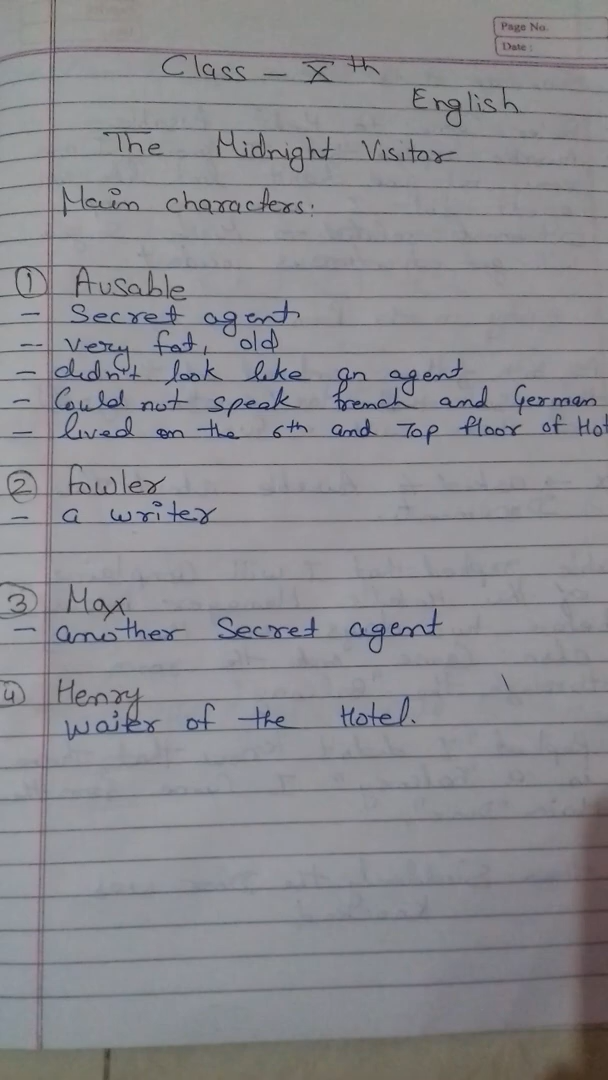 Page No.
Date:
Class - Xth
English
The Midnight Visitor
Main characters:
① Ausable
- Secret agent
- very fat, old
- didn't look like an agent
- Could not speak french and German
- lived on the 6th and Top floor of Hot
② fowler
- a writer
③ Max
- another Secret agent
④ Henry
waiter of the Hotel.